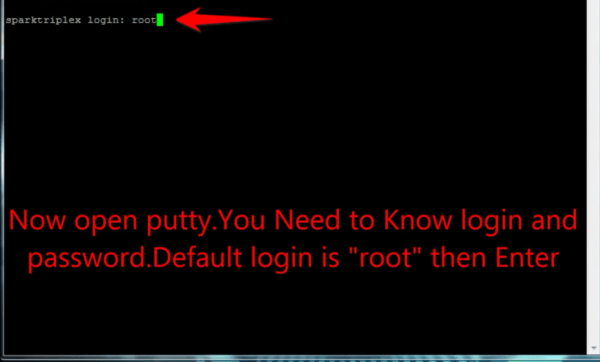 sparktriplex login: root
Now open putty.You Need to Know login and
password.Default login is "root" then Enter